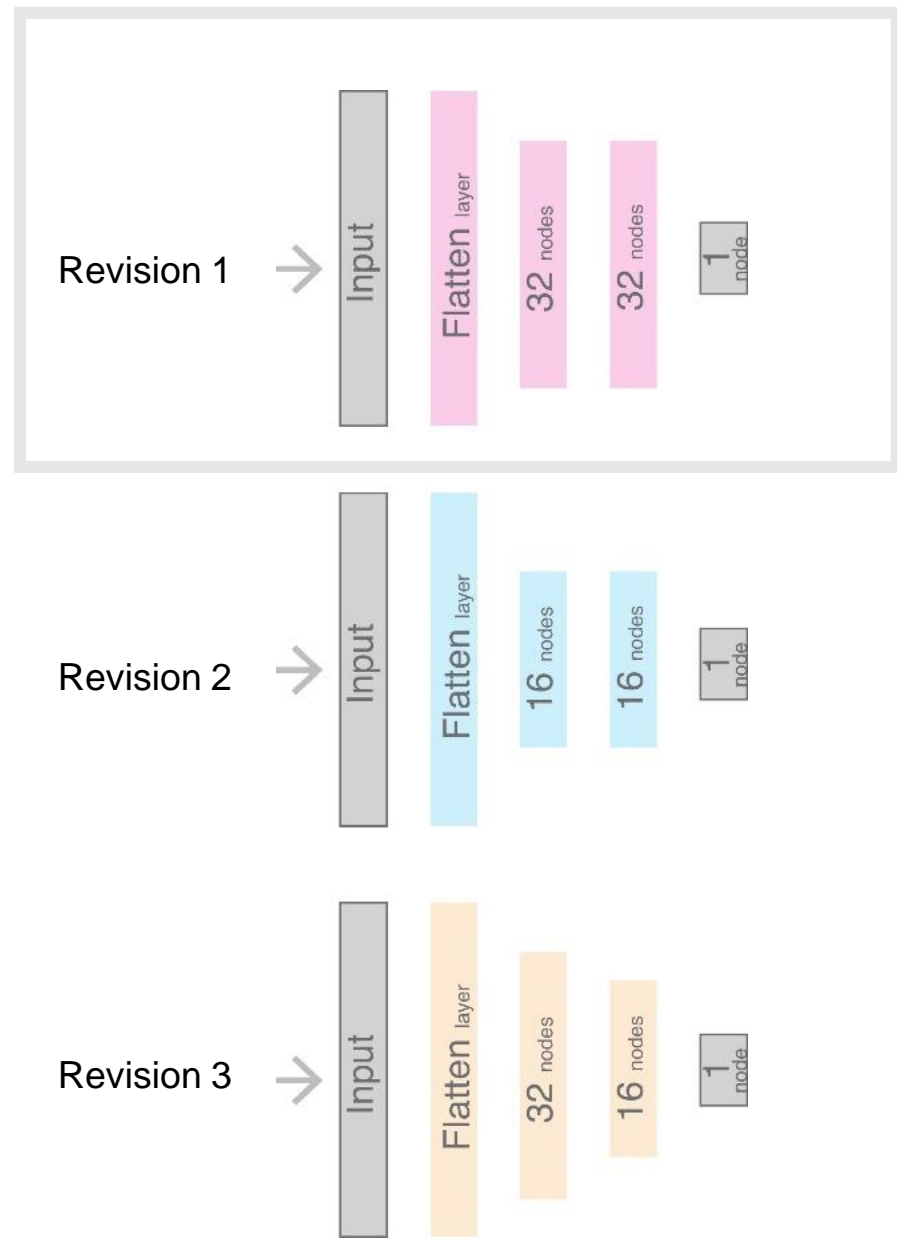 Revision 1
Input
Flatten layer
32 nodes
32 nodes
1
node
Revision 2
Input
Flatten layer
16 nodes
16 nodes
1
node
Revision 3
Input
Flatten layer
32 nodes
16 nodes
1
node